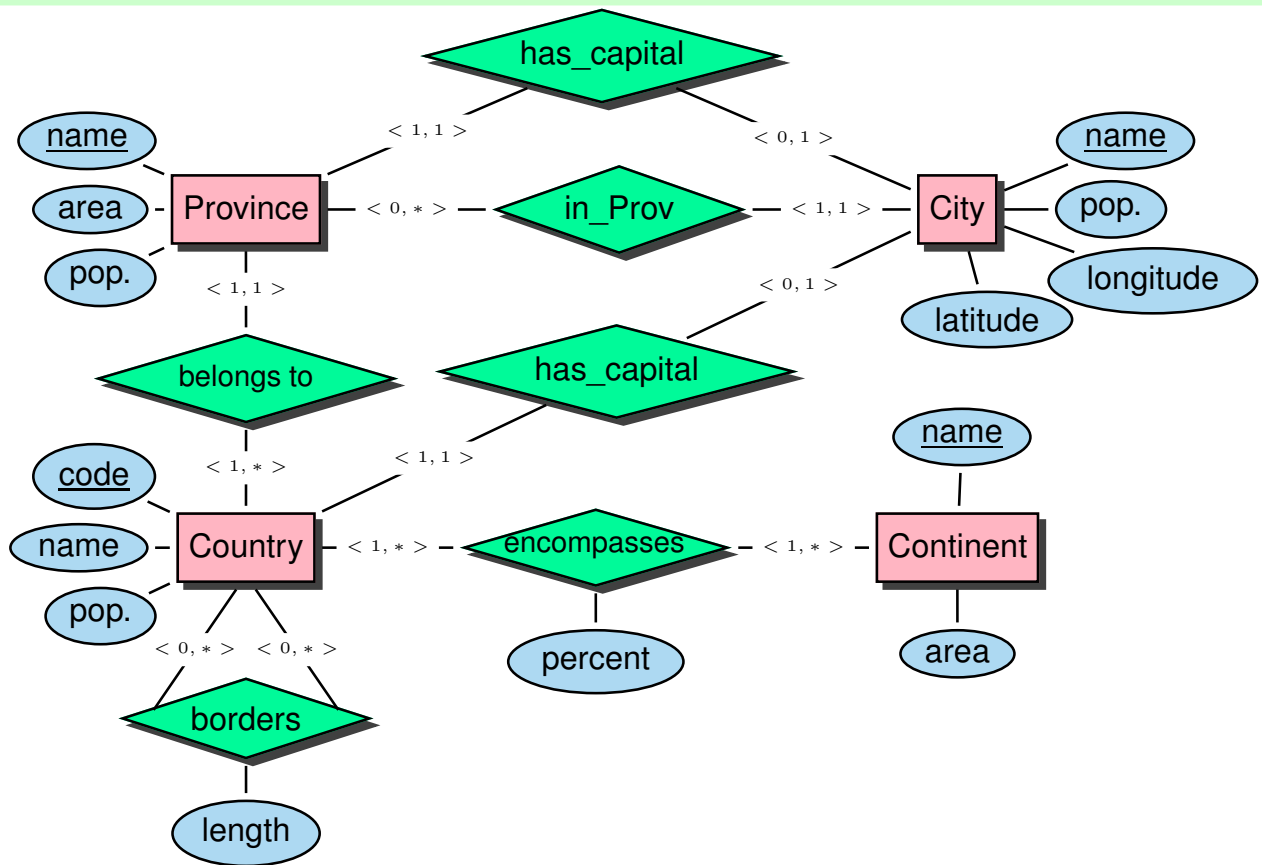 has_capital
< 1, 1 >
< 0, 1 >
name
name
area
Province
< 0, * >
in_Prov
< 1, 1 >
City
pop.
pop.
< 1, 1 >
< 0, 1 >
longitude
latitude
belongs to
has_capital
name
code
< 1, * >
< 1, 1 >
name
Country
< 1, * >
encompasses
< 1, * >
Continent
pop.
< 0, * >
< 0, * >
percent
area
borders
length